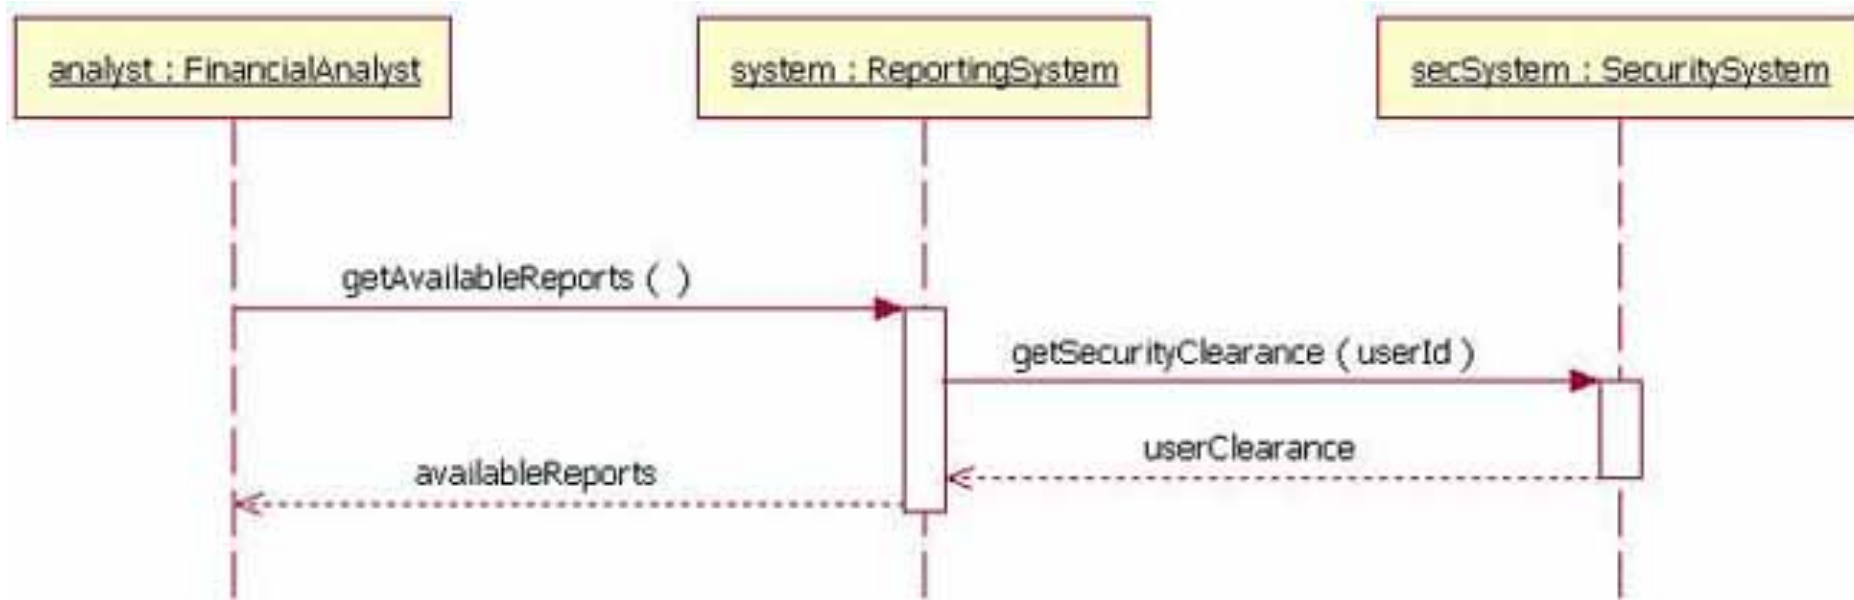 analyst : FinancialAnalyst
system : ReportingSystem
secSystem : SecuritySystem
getAvailableReports ( )
getSecurityClearance ( userId )
userClearance
availableReports